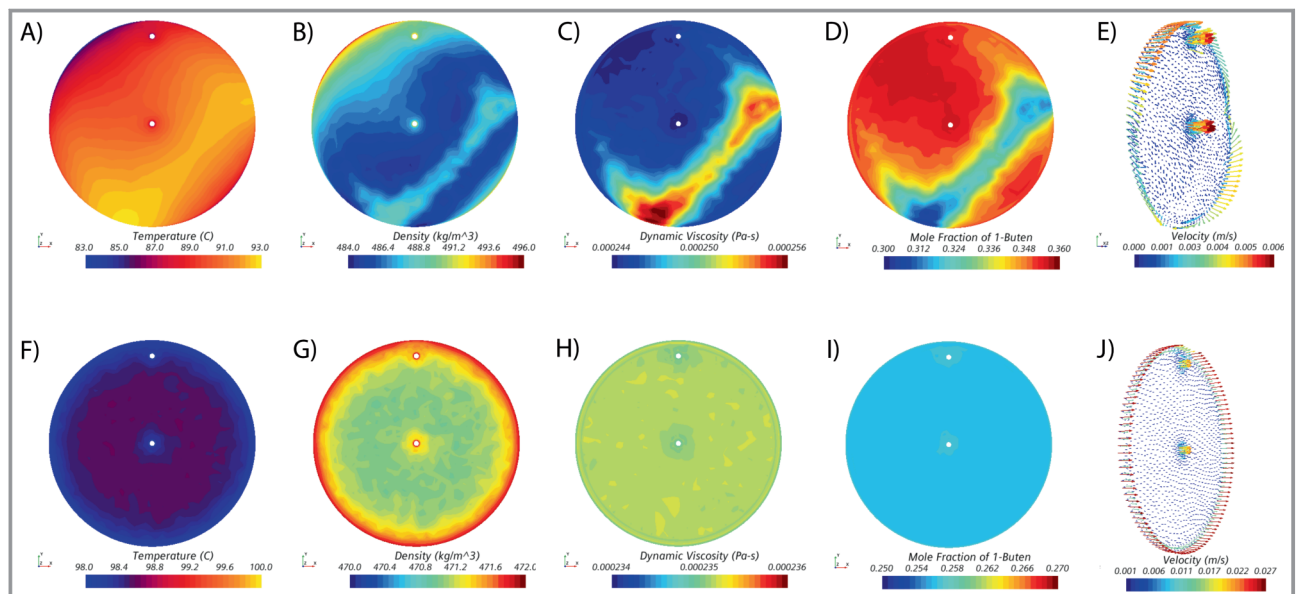 A) B) C) D) E)
Temperature (C) Density (kg/m^3) Dynamic Viscosity (Pa-s) Mole Fraction of 1-Buten Velocity (m/s)
83.0 85.0 87.0 89.0 91.0 93.0
484.0 486.4 488.8 491.2 493.6 496.0
0.000244 0.000250 0.000256
0.300 0.312 0.324 0.336 0.348 0.360
0.000 0.001 0.003 0.004 0.005 0.006
F) G) H) I) J)
Temperature (C) Density (kg/m^3) Dynamic Viscosity (Pa-s) Mole Fraction of 1-Buten Velocity (m/s)
98.0 98.4 98.8 99.2 99.6 100.0
470.0 470.4 470.8 471.2 471.6 472.0
0.000234 0.000235 0.000236
0.250 0.254 0.258 0.262 0.266 0.270
0.001 0.006 0.011 0.017 0.022 0.027